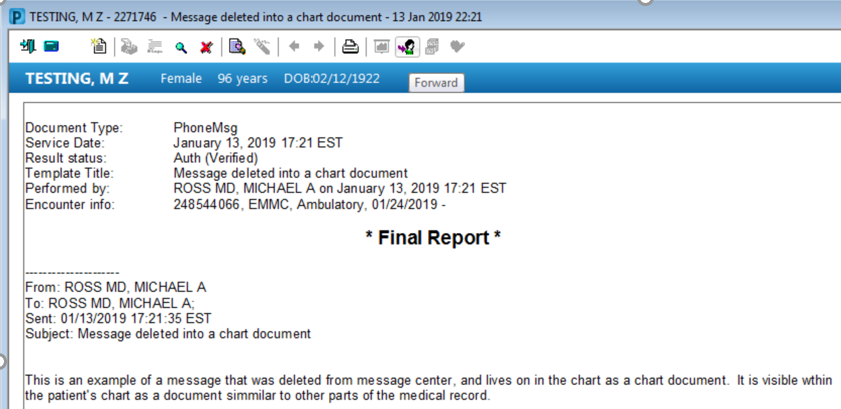 TESTING, M Z - 2271746 - Message deleted into a chart document - 13 Jan 2019 22:21
TESTING, M Z Female 96 years DOB:02/12/1922
Forward
Document Type: PhoneMsg
Service Date: January 13, 2019 17:21 EST
Result status: Auth (Verified)
Template Title: Message deleted into a chart document
Performed by: ROSS MD, MICHAEL A on January 13, 2019 17:21 EST
Encounter info: 248544066, EMMC, Ambulatory, 01/24/2019 -
* Final Report *
---------------------
From: ROSS MD, MICHAEL A
To: ROSS MD, MICHAEL A;
Sent: 01/13/2019 17:21:35 EST
Subject: Message deleted into a chart document
This is an example of a message that was deleted from message center, and lives on in the chart as a chart document.  It is visible wthin
the patient's chart as a document simmilar to other parts of the medical record.